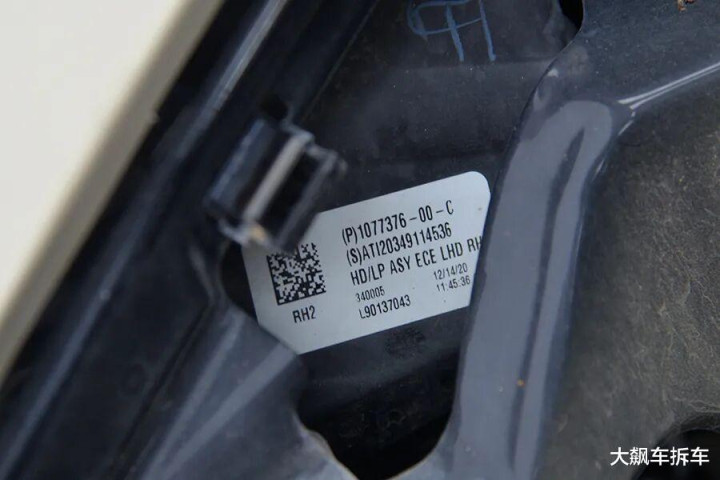 (P)1077376-00-C
(S)ATI20349114536
HD/LP ASY ECE LHD RH
340005 12/14/20
L90137043 11:45:36
RH2
大飙车拆车